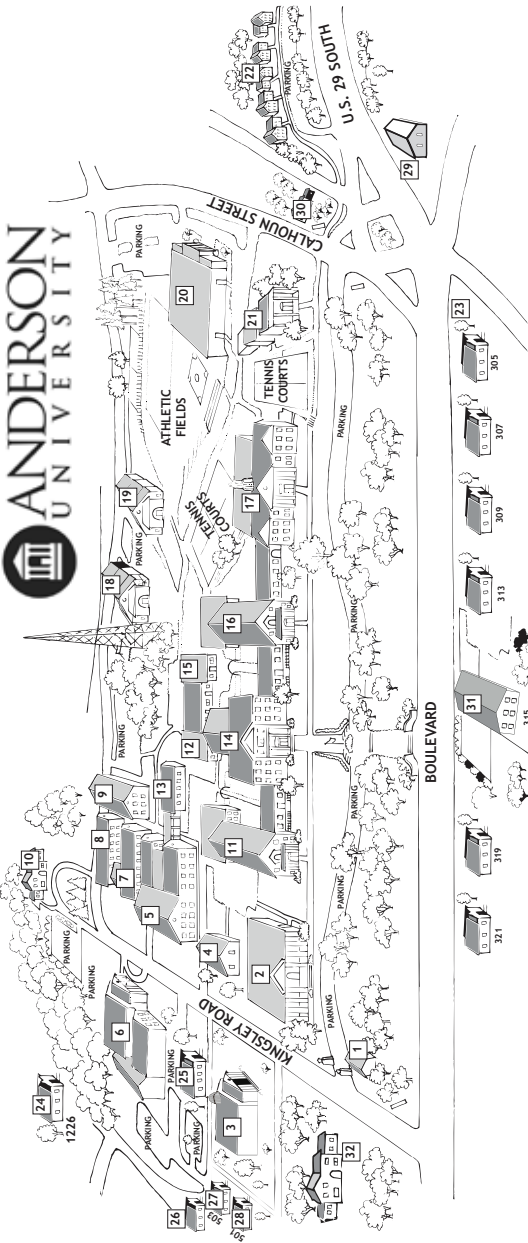 ANDERSON
UNIVERSITY
24
1226
10
PARKING
PARKING
6
8
9
7
5
PARKING
18
19
PARKING
PARKING
PARKING
PARKING
PARKING
25
26
27
503
28
501
3
KINGSLEY ROAD
4
2
13
12
15
11
14
16
17
TENNIS
COURTS
ATHLETIC
FIELDS
20
TENNIS
COURTS
21
CALHOUN STREET
30
22
PARKING
U.S. 29 SOUTH
29
32
1
PARKING
PARKING
PARKING
PARKING
PARKING
BOULEVARD
23
321
319
31
315
313
309
307
305